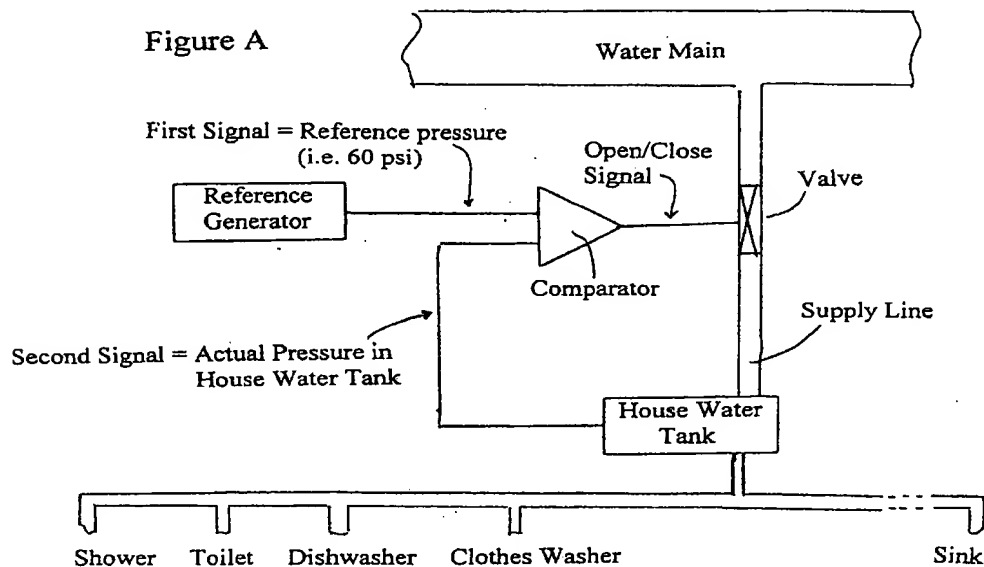 Figure A
Water Main
First Signal = Reference pressure
(i.e. 60 psi)
Open/Close
Signal
Valve
Reference
Generator
Comparator
Supply Line
Second Signal = Actual Pressure in
House Water Tank
House Water
Tank
Shower Toilet Dishwasher Clothes Washer Sink